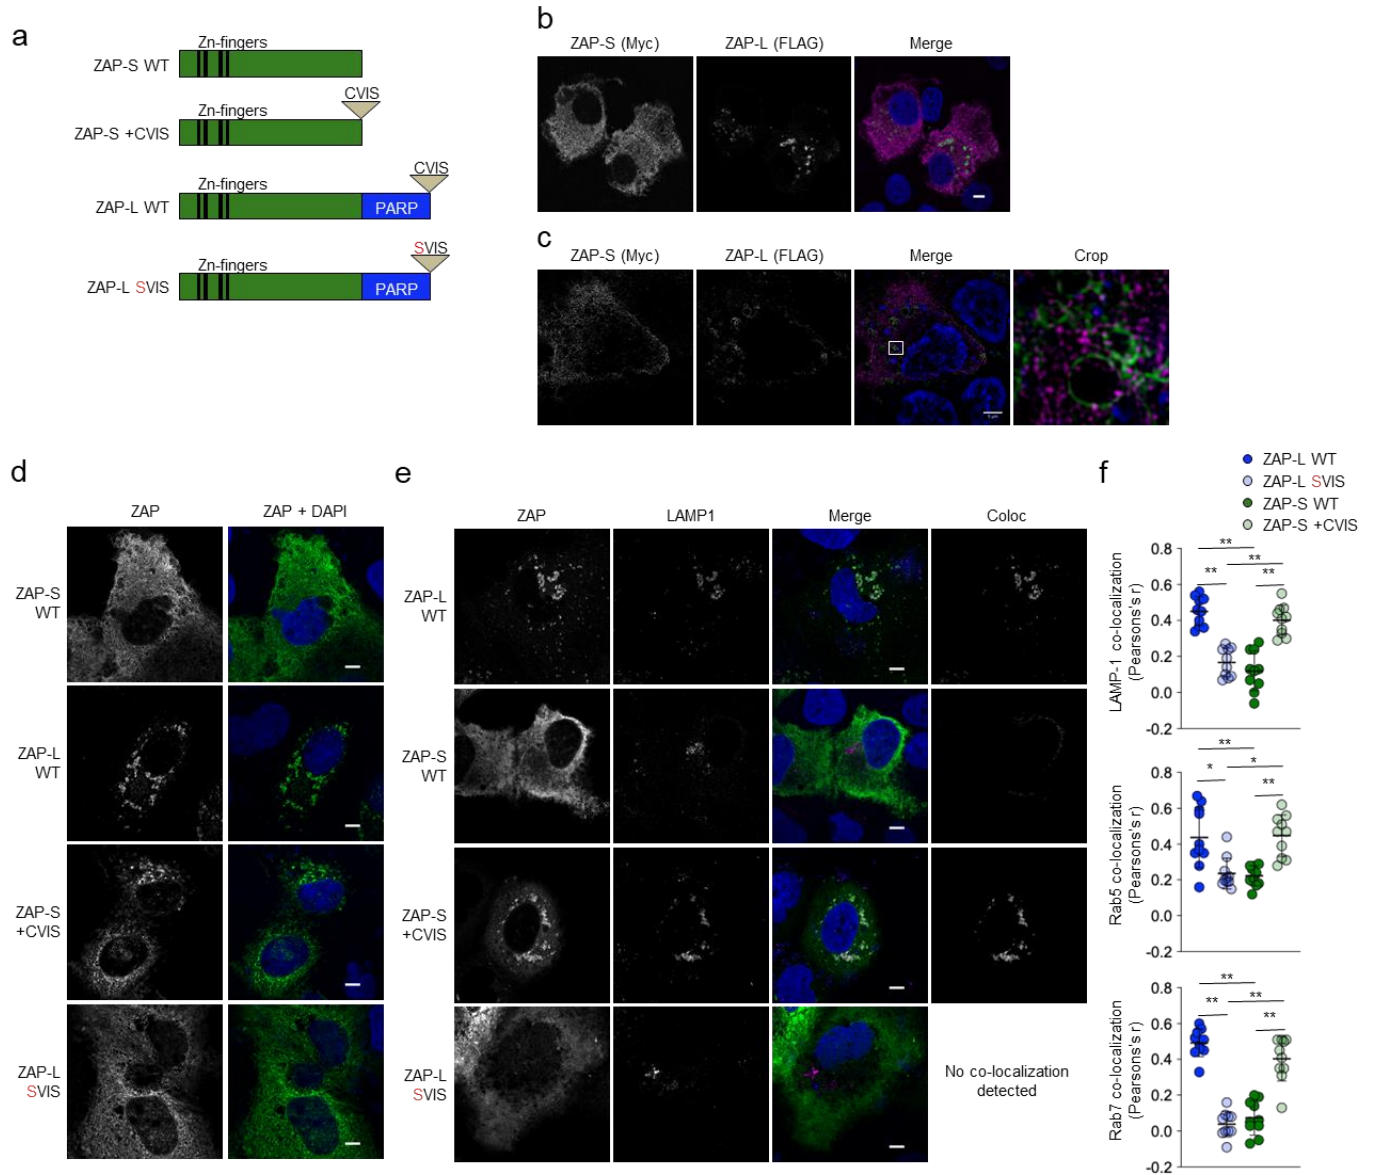 a
Zn-fingers
ZAP-S WT
CVIS
Zn-fingers
ZAP-S +CVIS
CVIS
Zn-fingers
ZAP-L WT
PARP
SVIS
Zn-fingers
ZAP-L SVIS
PARP
b
ZAP-S (Myc)
ZAP-L (FLAG)
Merge
c
ZAP-S (Myc)
ZAP-L (FLAG)
Merge
Crop
d
ZAP
ZAP + DAPI
ZAP-S
WT
ZAP-L
WT
ZAP-S
+CVIS
ZAP-L
SVIS
e
ZAP
LAMP1
Merge
Coloc
ZAP-L
WT
ZAP-S
WT
ZAP-S
+CVIS
ZAP-L
SVIS
No co-localization
detected
f
ZAP-L WT
ZAP-L SVIS
ZAP-S WT
ZAP-S +CVIS
LAMP-1 co-localization
(Pearsons's r)
0.8
0.6
0.4
0.2
0.0
-0.2
**
**
**
**
Rab5 co-localization
(Pearsons's r)
0.8
0.6
0.4
0.2
0.0
-0.2
**
*
*
**
Rab7 co-localization
(Pearsons's r)
0.8
0.6
0.4
0.2
0.0
-0.2
**
**
**
**